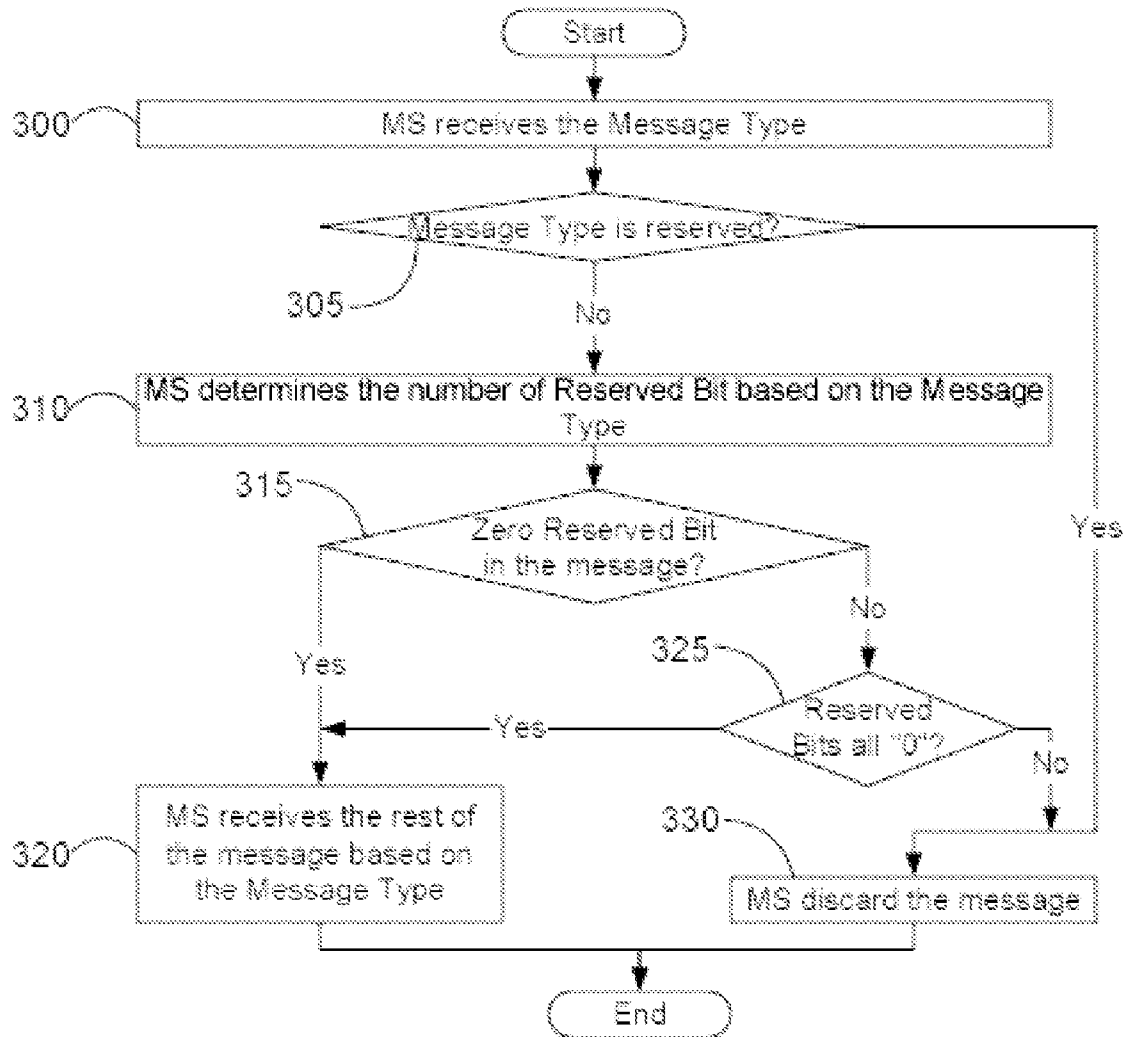 Start
300
MS receives the Message Type
Message Type is reserved?
305
No
310
MS determines the number of Reserved Bit based on the Message
Type
315
Zero Reserved Bit
in the message?
Yes
No
Yes
325
Reserved
Bits all "0"?
Yes
No
320
MS receives the rest of
the message based on
the Message Type
330
MS discard the message
End